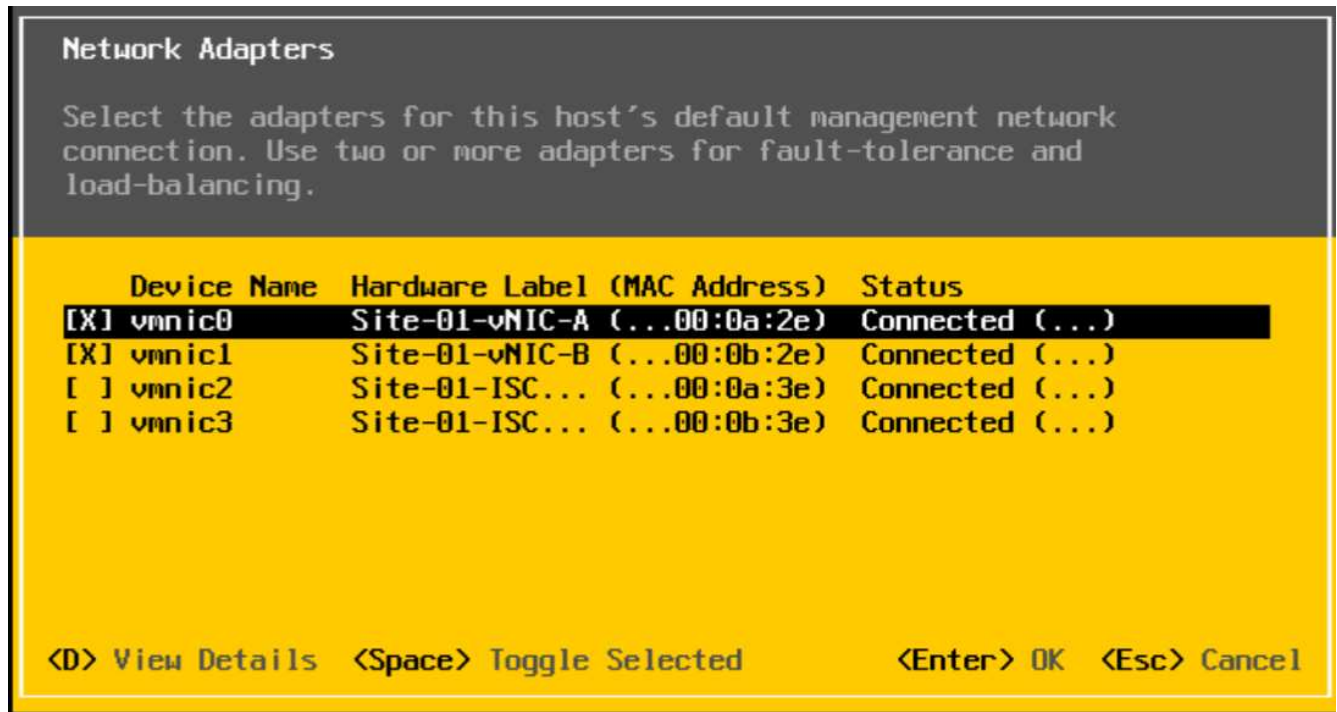 Network Adapters
Select the adapters for this host's default management network
connection. Use two or more adapters for fault-tolerance and
load-balancing.
Device Name Hardware Label (MAC Address) Status
[X] vmnic0 Site-01-vNIC-A (...00:0a:2e) Connected (...)
[X] vmnic1 Site-01-vNIC-B (...00:0b:2e) Connected (...)
[ ] vmnic2 Site-01-ISC... (...00:0a:3e) Connected (...)
[ ] vmnic3 Site-01-ISC... (...00:0b:3e) Connected (...)
<D> View Details <Space> Toggle Selected <Enter> OK <Esc> Cancel